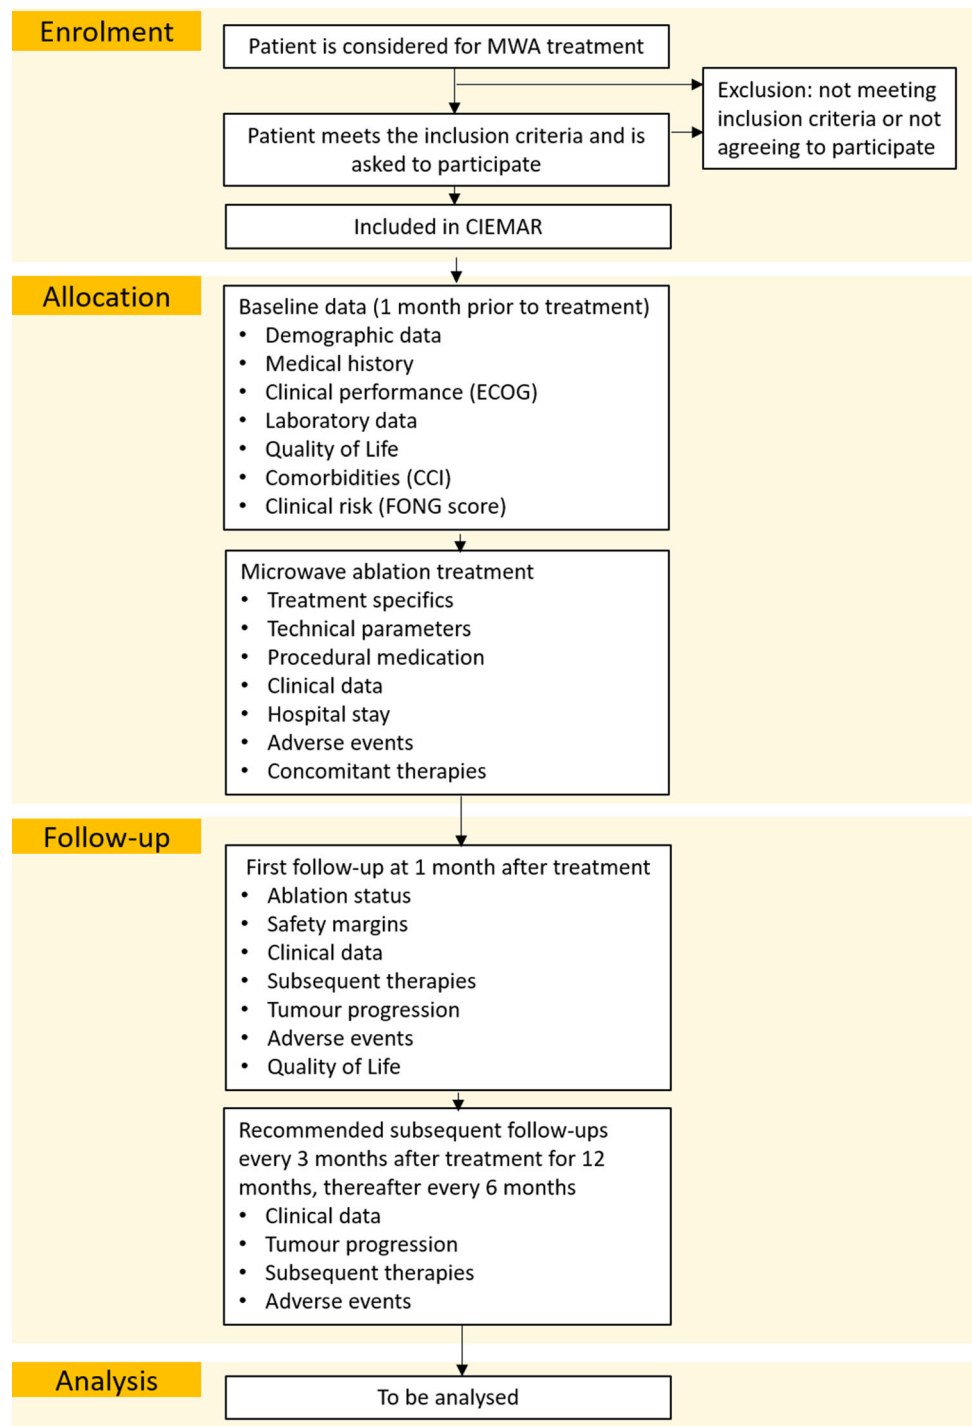 Enrolment
Patient is considered for MWA treatment
Exclusion: not meeting
inclusion criteria or not
agreeing to participate
Patient meets the inclusion criteria and is
asked to participate
Included in CIEMAR
Allocation
Baseline data (1 month prior to treatment)
• Demographic data
• Medical history
• Clinical performance (ECOG)
• Laboratory data
• Quality of Life
• Comorbidities (CCI)
• Clinical risk (FONG score)
Microwave ablation treatment
• Treatment specifics
• Technical parameters
• Procedural medication
• Clinical data
• Hospital stay
• Adverse events
• Concomitant therapies
Follow-up
First follow-up at 1 month after treatment
• Ablation status
• Safety margins
• Clinical data
• Subsequent therapies
• Tumour progression
• Adverse events
• Quality of Life
Recommended subsequent follow-ups
every 3 months after treatment for 12
months, thereafter every 6 months
• Clinical data
• Tumour progression
• Subsequent therapies
• Adverse events
Analysis
To be analysed